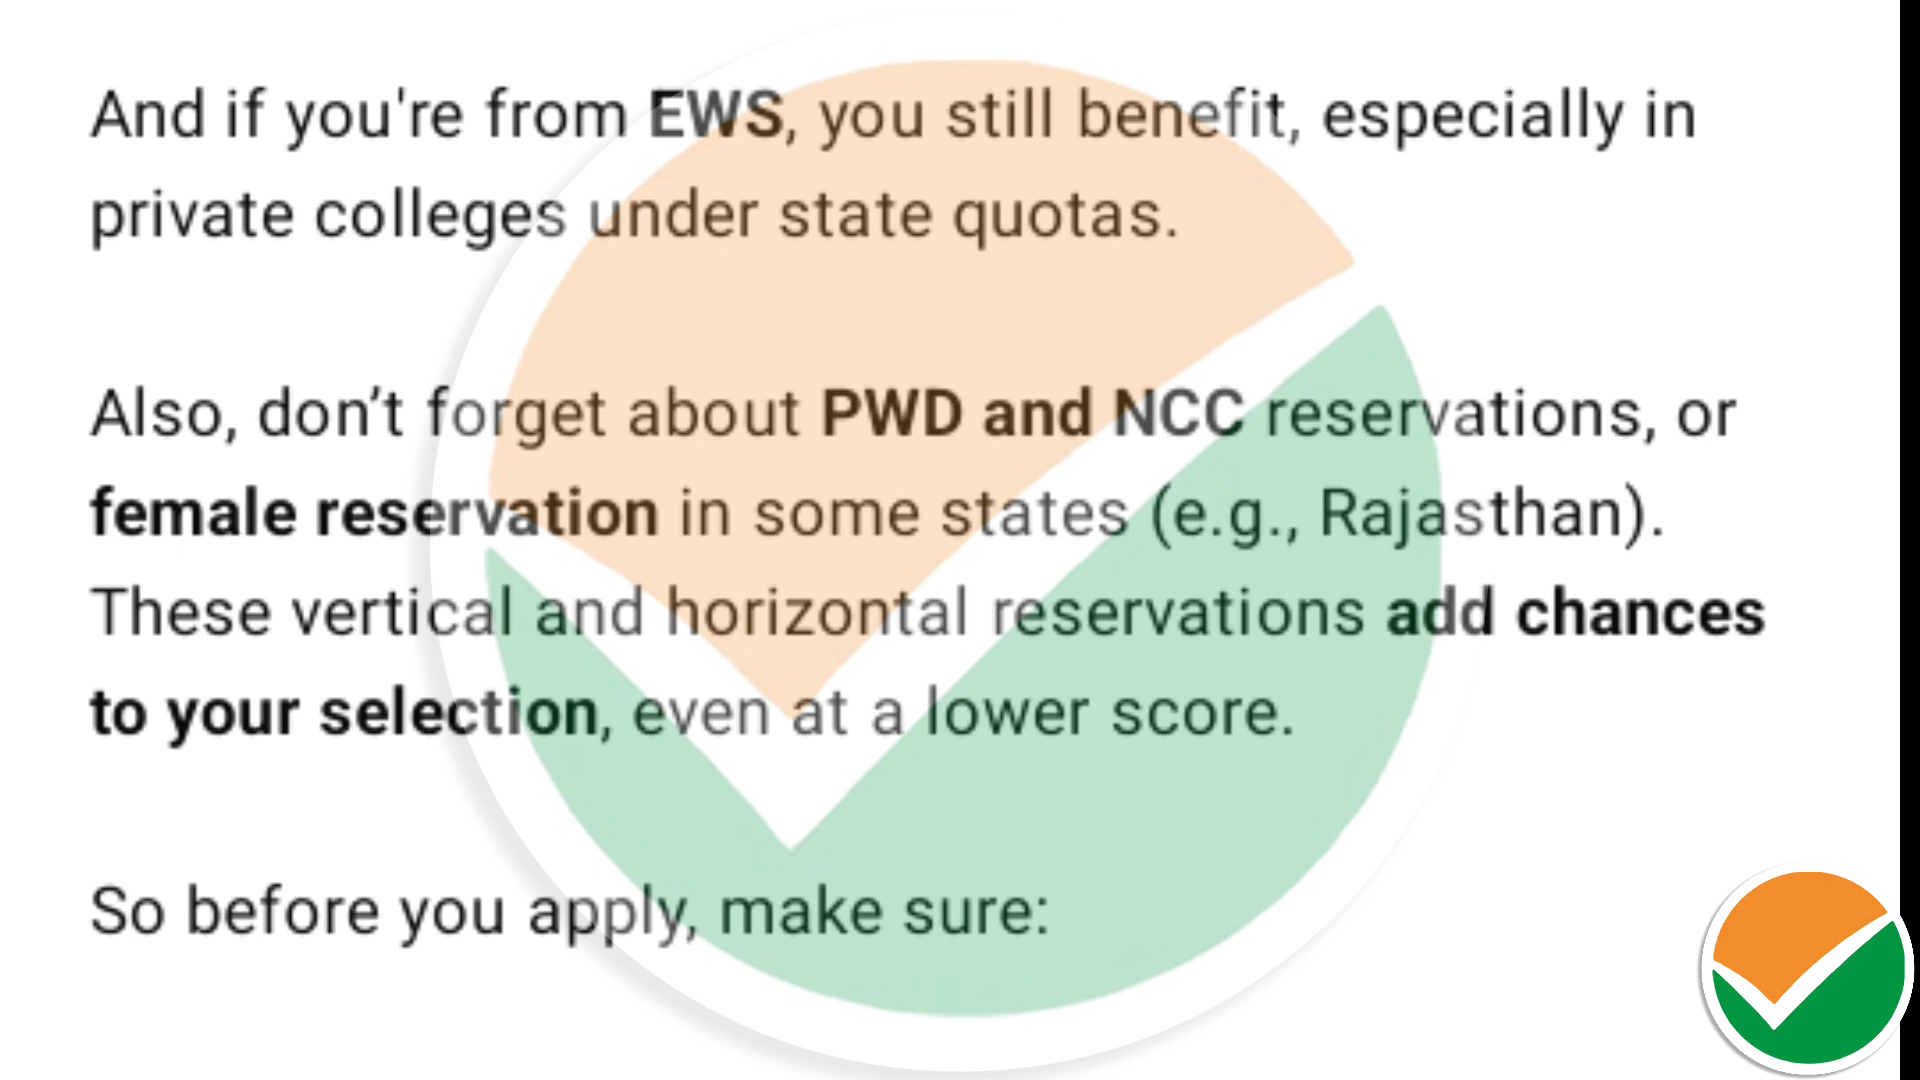 And if you're from EWS, you still benefit, especially in
private colleges under state quotas.
Also, don’t forget about PWD and NCC reservations, or
female reservation in some states (e.g., Rajasthan).
These vertical and horizontal reservations add chances
to your selection, even at a lower score.
So before you apply, make sure: